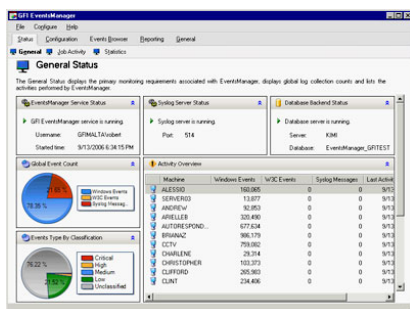 GFI EventsManager
File Configure Help
Status Configuration Events Browser Reporting General
General Job Activity Statistics
General Status
The General Status displays the primary monitoring requirements associated with EventsManager, displays global log collection counts and lists the
activities performed by EventsManager.
EventsManager Service Status
GFI EventsManager service is running.
Username: GFIMALTA\robert
Started time: 9/13/2006 6:34:15 PM
Syslog Server Status
Syslog server is running.
Port: 514
Database Backend Status
Database server is running.
Server: KIMI
Database: EventsManager_GFITEST
Global Event Count
21.65 %
78.35 %
Windows Events
W3C Events
Syslog Messag...
Events Type By Classification
76.22 %
21.52 %
Critical
High
Medium
Low
Unclassified
Activity Overview
Machine Windows Events W3C Events Syslog Messages Last Activit
ALESSIO 160,065 0 0 9/13
SERVER03 13,877 0 0 9/13
ANDREW 92,853 0 0 9/13
ARIELLEB 320,490 0 0 9/13
AUTORESPOND... 677,634 0 0 9/13
BRIANAZ 986,179 0 0 9/13
CCTV 759,082 0 0 9/13
CHARLENE 29,314 0 0 9/13
CHRISTOPHER 103,373 0 0 9/13
CLIFFORD 265,983 0 0 9/13
CLINT 234,406 0 0 9/13